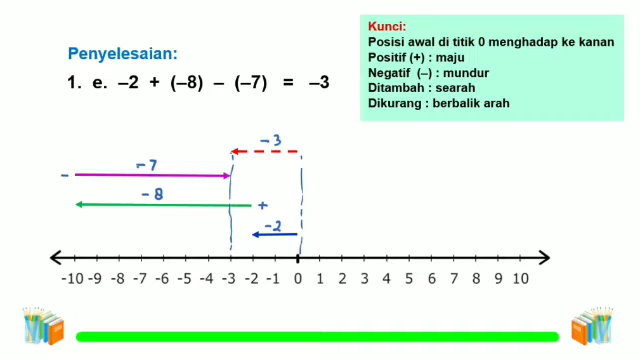 Penyelesaian:
1. e. –2 + (–8) – (–7) = –3
Kunci:
Posisi awal di titik 0 menghadap ke kanan
Positif (+) : maju
Negatif (–) : mundur
Ditambah : searah
Dikurang : berbalik arah
–3
– –7
–8 +
–2
-10 -9 -8 -7 -6 -5 -4 -3 -2 -1 0 1 2 3 4 5 6 7 8 9 10